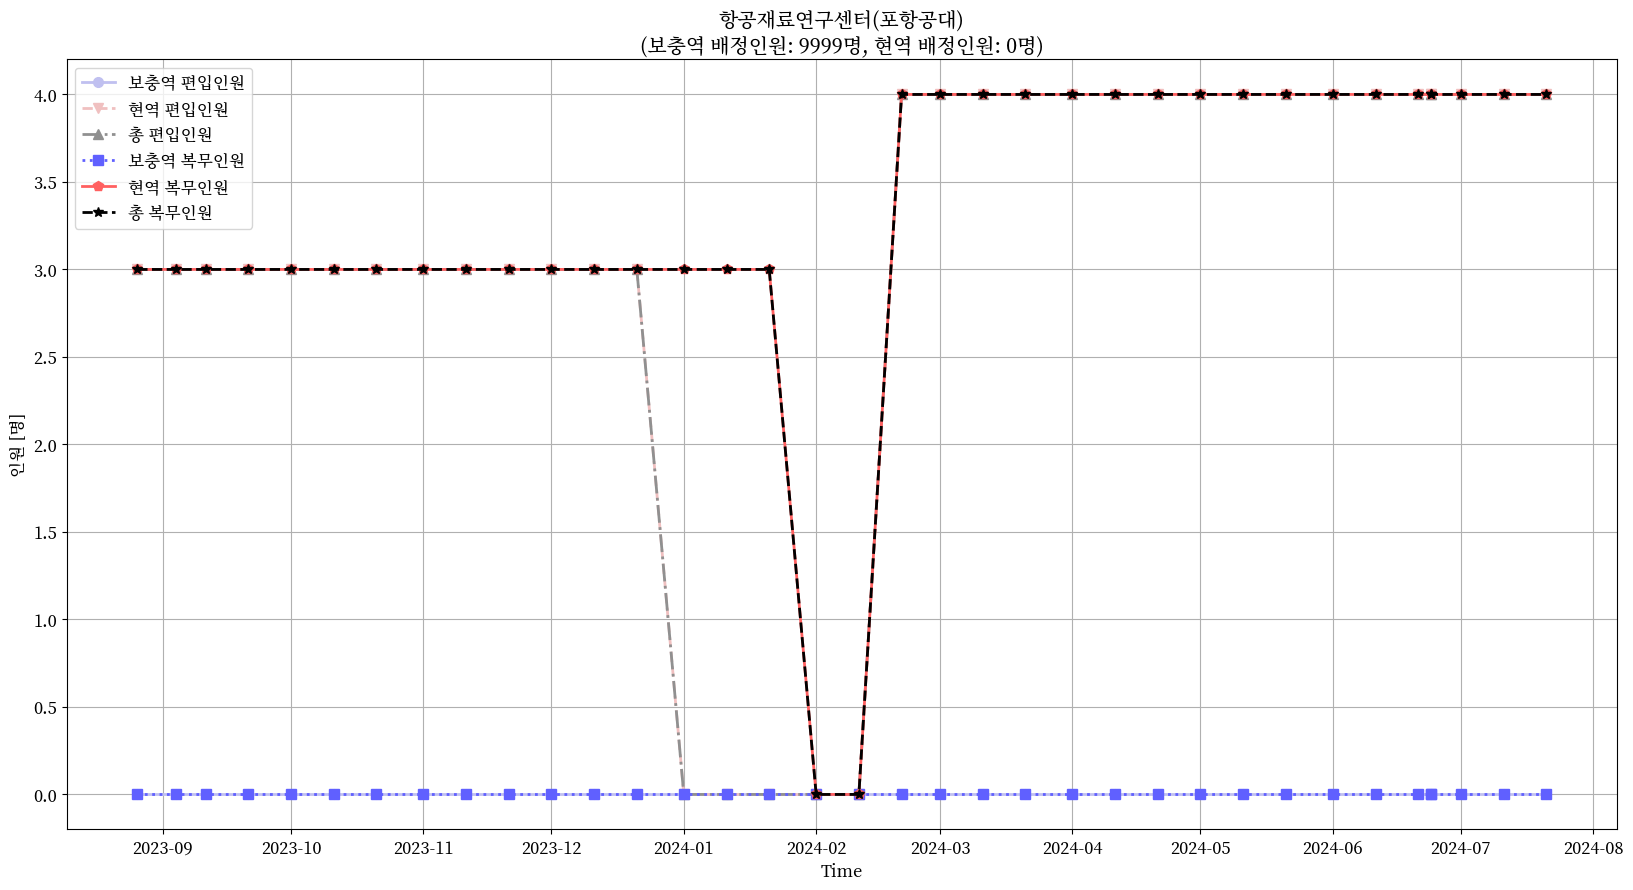 항공재료연구센터(포항공대)
(보충역 배정인원: 9999명, 현역 배정인원: 0명)
보충역 편입인원
현역 편입인원
총 편입인원
보충역 복무인원
현역 복무인원
총 복무인원
인원 [명]
4.0
3.5
3.0
2.5
2.0
1.5
1.0
0.5
0.0
2023-09 2023-10 2023-11 2023-12 2024-01 2024-02 2024-03 2024-04 2024-05 2024-06 2024-07 2024-08
Time